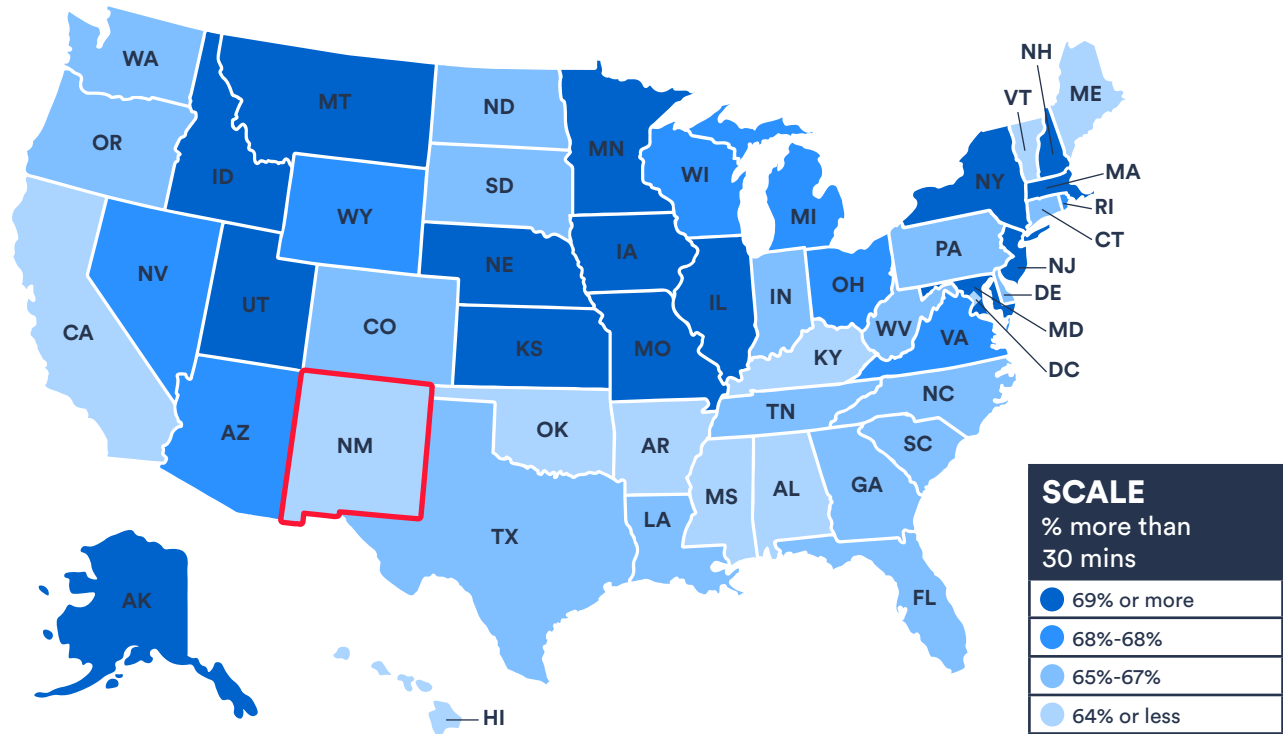 WA
OR
CA
NV
ID
MT
WY
UT
AZ
NM
CO
ND
SD
NE
KS
OK
TX
MN
IA
MO
AR
LA
WI
IL
MI
IN
OH
KY
TN
MS
AL
GA
FL
SC
NC
VA
WV
PA
NY
VT
NH
ME
MA
RI
CT
NJ
DE
MD
DC
AK
HI
SCALE
% more than
30 mins
69% or more
68%-68%
65%-67%
64% or less